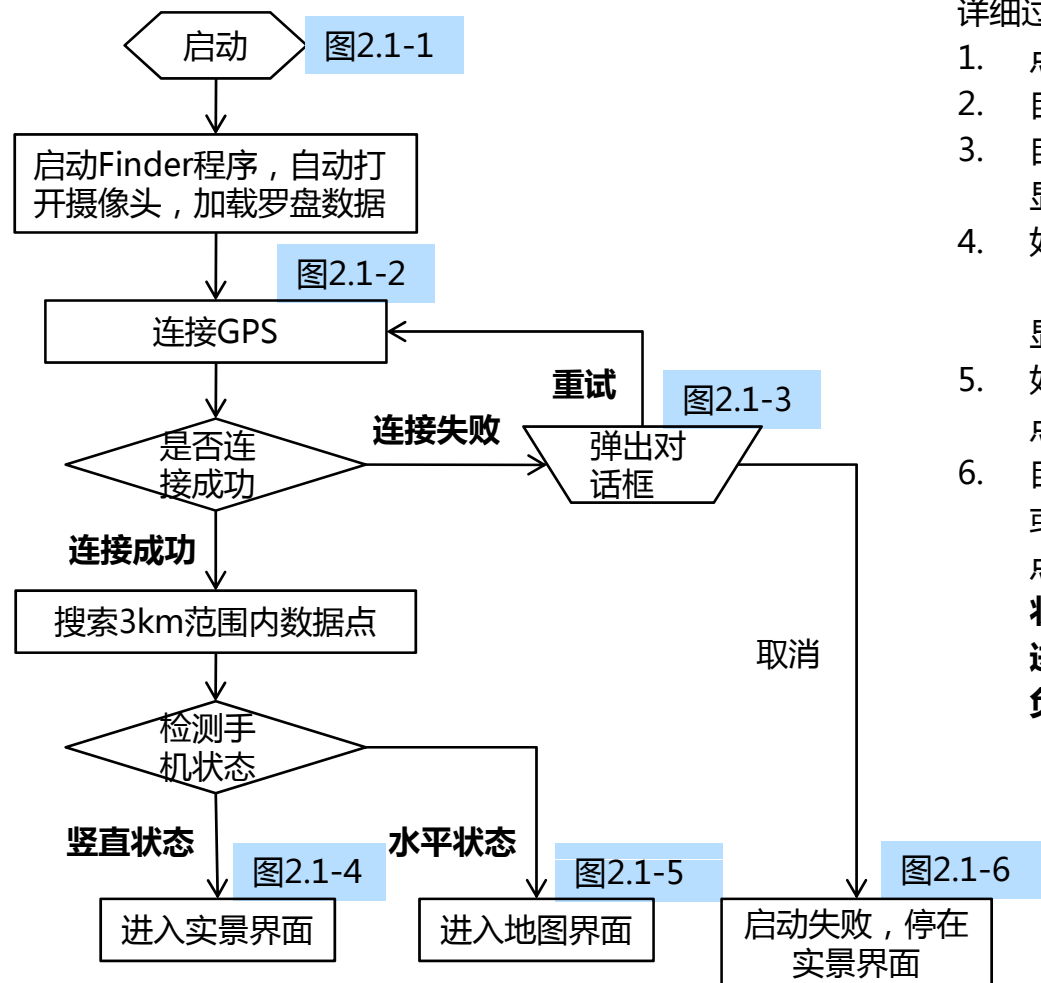 启动
图2.1-1
启动Finder程序，自动打
开摄像头，加载罗盘数据
图2.1-2
连接GPS
重试
图2.1-3
是否连
接成功
连接失败
弹出对
话框
连接成功
搜索3km范围内数据点
取消
检测手
机状态
竖直状态
水平状态
图2.1-4
图2.1-5
图2.1-6
进入实景界面
进入地图界面
启动失败，停在
实景界面
详细
1.
2.
3.
4.
5.
6.